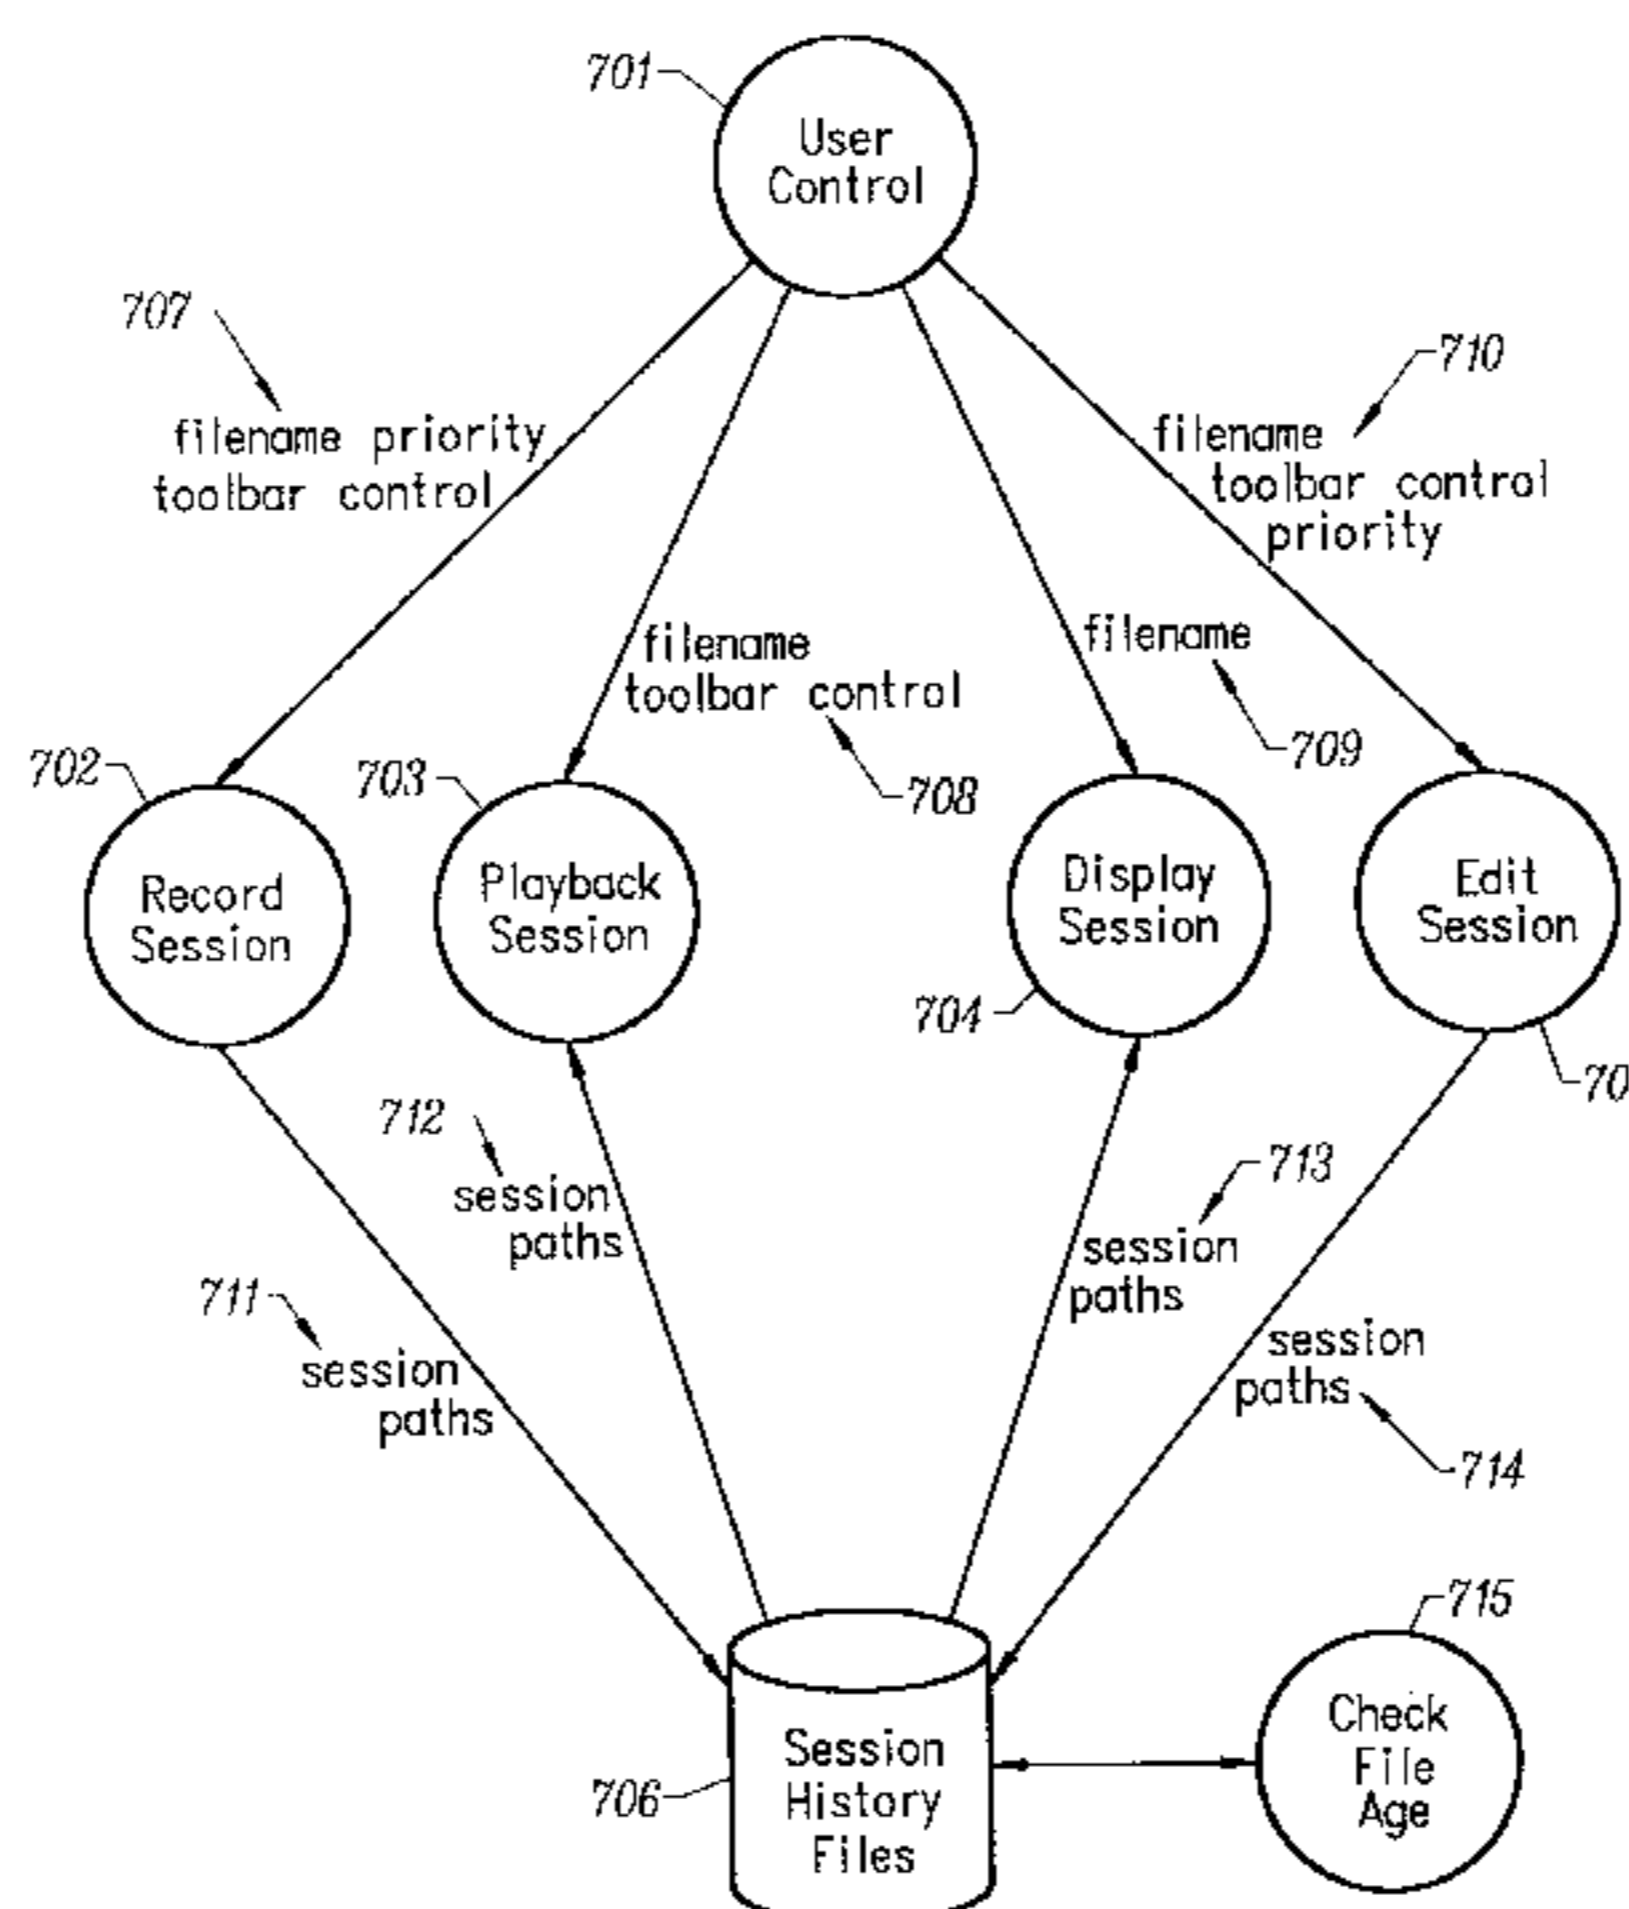 701
User
Control
707
710
filename priority
toolbar control
filename
toolbar control
priority
filename
toolbar control
filename
709
702
703
708
Record
Session
Playback
Session
Display
Session
Edit
Session
704
70
712
session
paths
713
session
paths
711
session
paths
session
paths
714
715
Session
History
Files
706
Check
File
Age